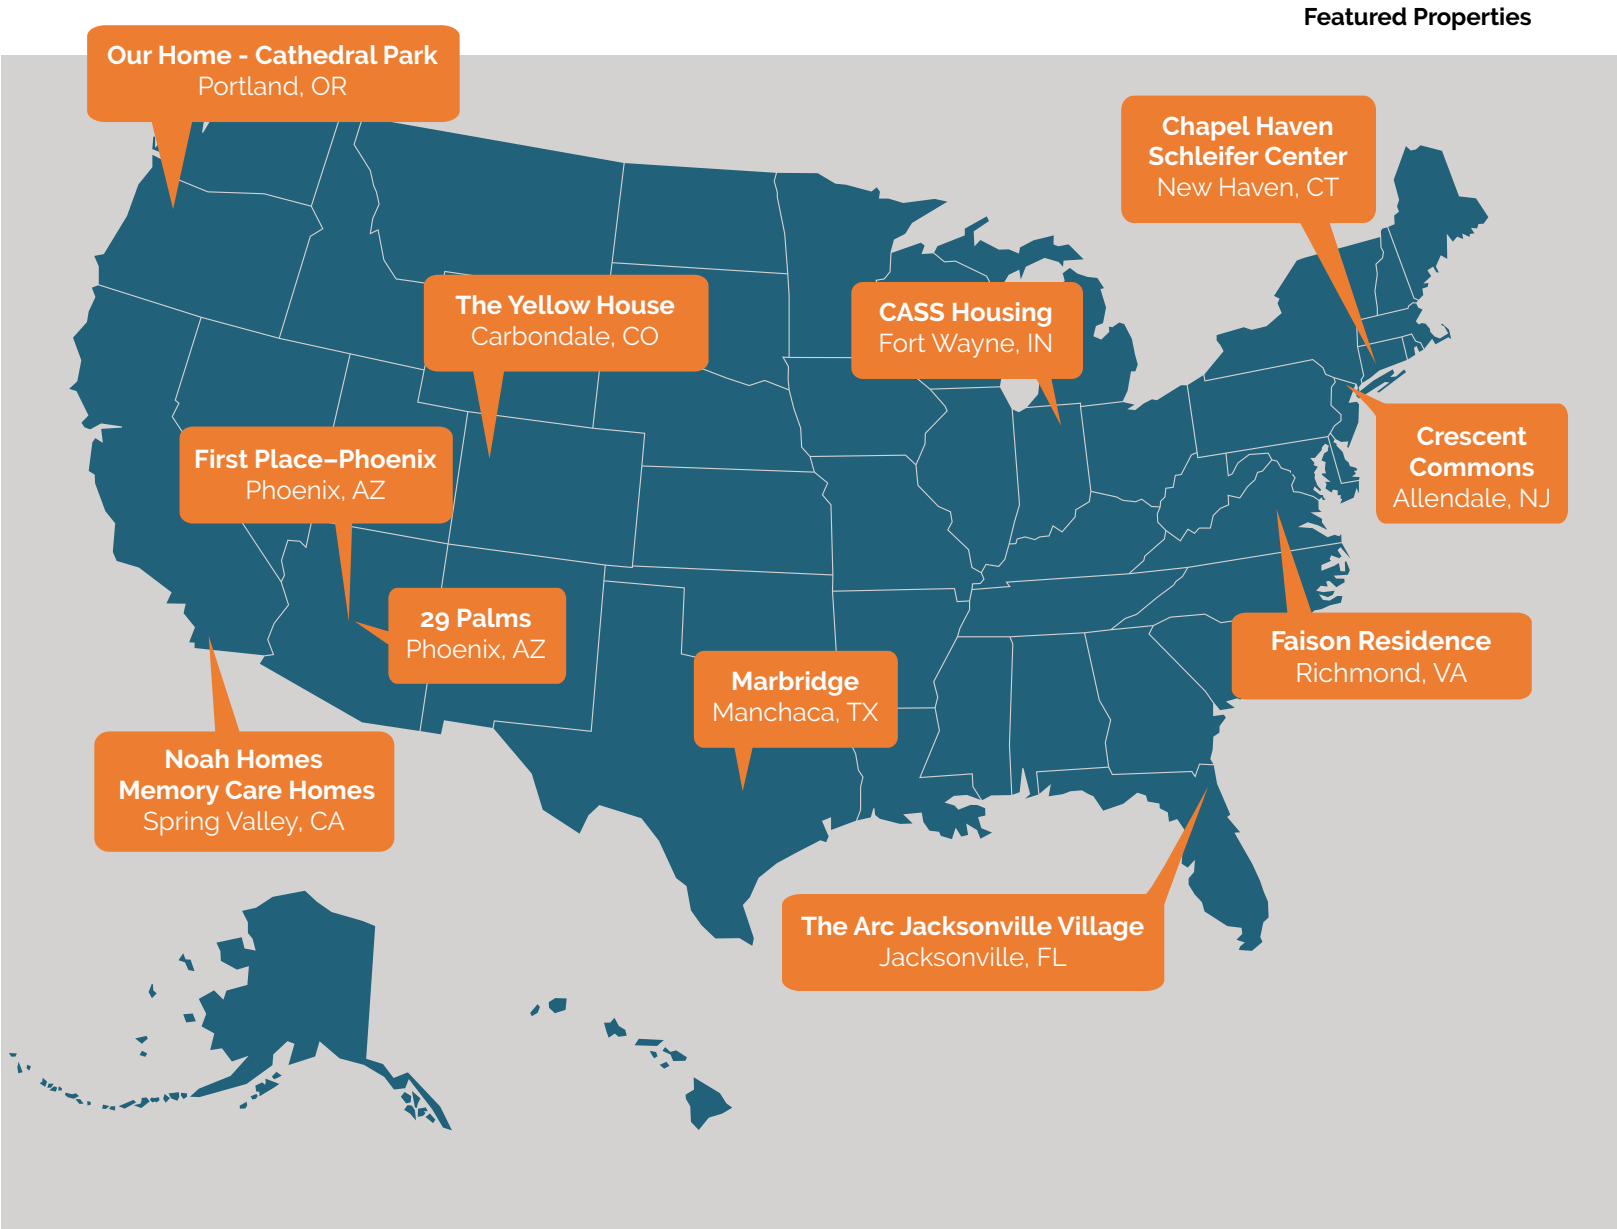 Featured Properties
Our Home - Cathedral Park
Portland, OR
Chapel Haven
Schleifer Center
New Haven, CT
The Yellow House
Carbondale, CO
CASS Housing
Fort Wayne, IN
Crescent
Commons
Allendale, NJ
First Place–Phoenix
Phoenix, AZ
29 Palms
Phoenix, AZ
Faison Residence
Richmond, VA
Marbridge
Manchaca, TX
Noah Homes
Memory Care Homes
Spring Valley, CA
The Arc Jacksonville Village
Jacksonville, FL